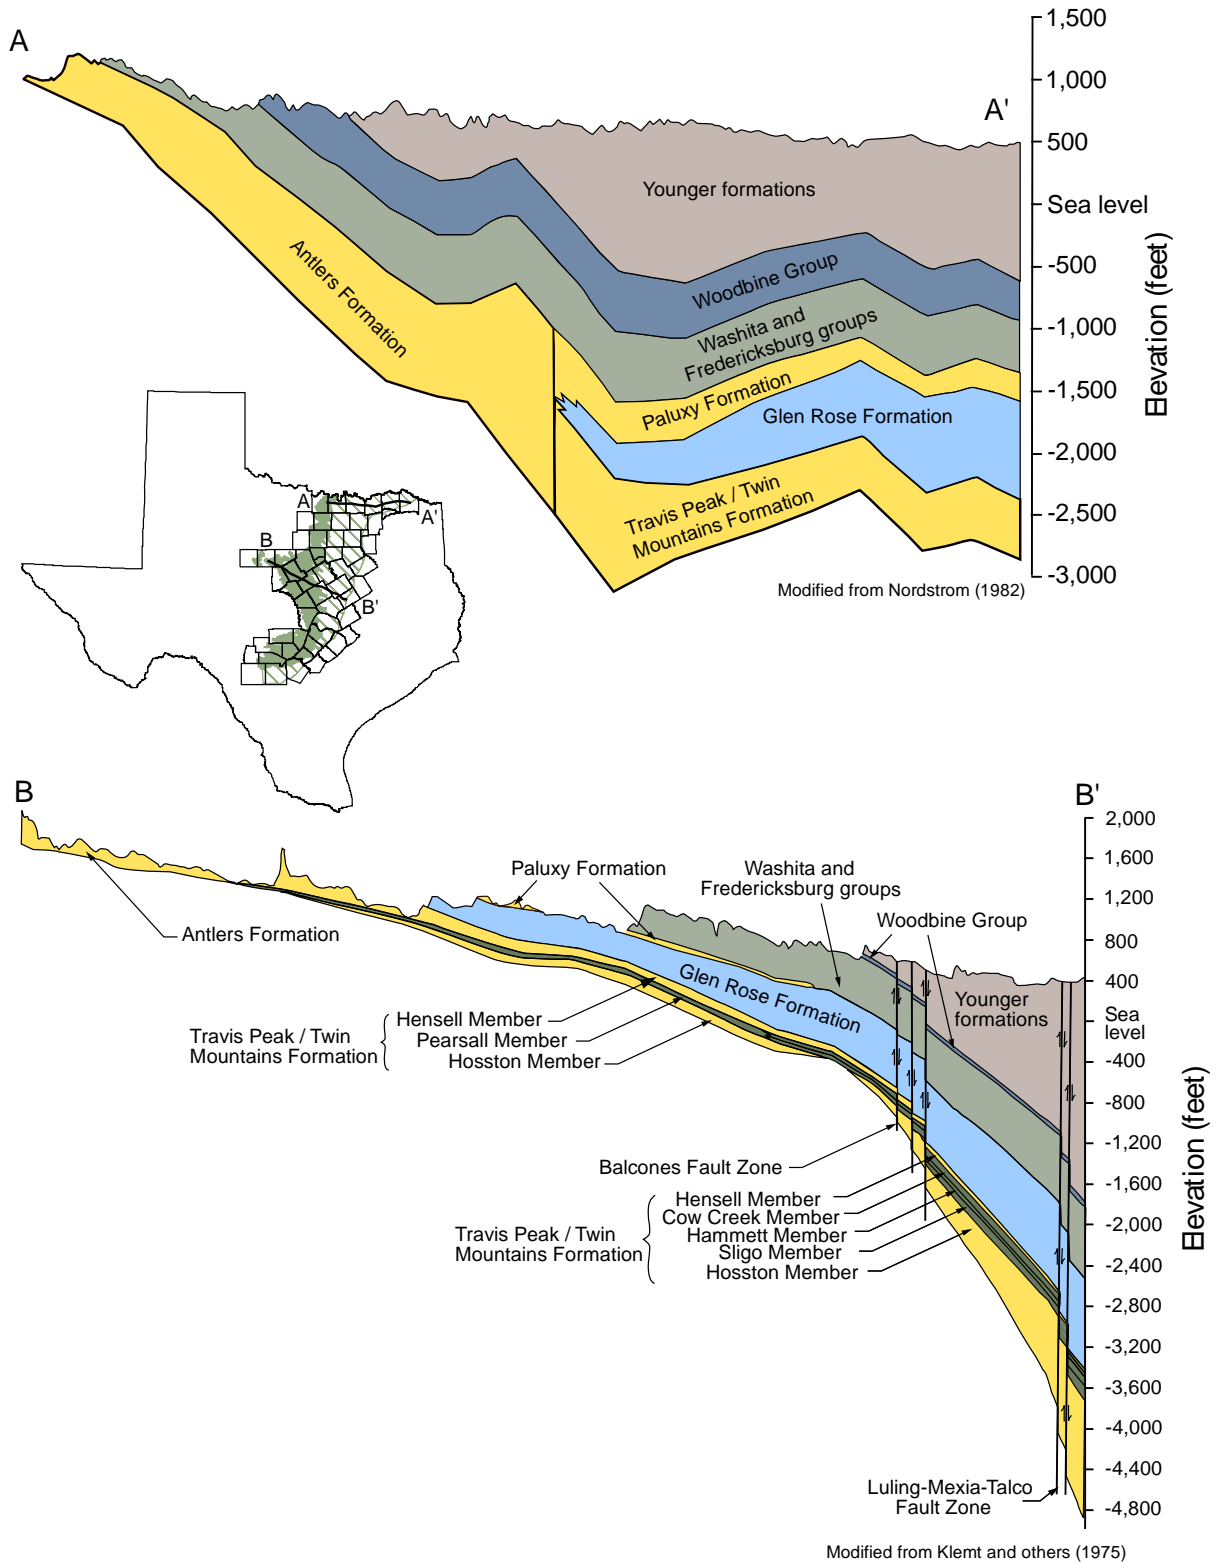 A
A'
1,500
1,000
500
Sea level
-500
-1,000
-1,500
-2,000
-2,500
-3,000
Elevation (feet)
Younger formations
Antlers Formation
Woodbine Group
Washita and
Fredericksburg groups
Paluxy Formation
Glen Rose Formation
Travis Peak / Twin
Mountains Formation
Modified from Nordstrom (1982)
A
A'
B
B'
B
B'
2,000
1,600
1,200
800
400
Sea
level
-400
-800
-1,200
-1,600
-2,000
-2,400
-2,800
-3,200
-3,600
-4,000
-4,400
-4,800
Elevation (feet)
Paluxy Formation
Washita and
Fredericksburg groups
Woodbine Group
Antlers Formation
Glen Rose Formation
Younger
formations
Travis Peak / Twin
Mountains Formation
Hensell Member
Pearsall Member
Hosston Member
Balcones Fault Zone
Travis Peak / Twin
Mountains Formation
Hensell Member
Cow Creek Member
Hammett Member
Sligo Member
Hosston Member
Luling-Mexia-Talco
Fault Zone
Modified from Klemt and others (1975)